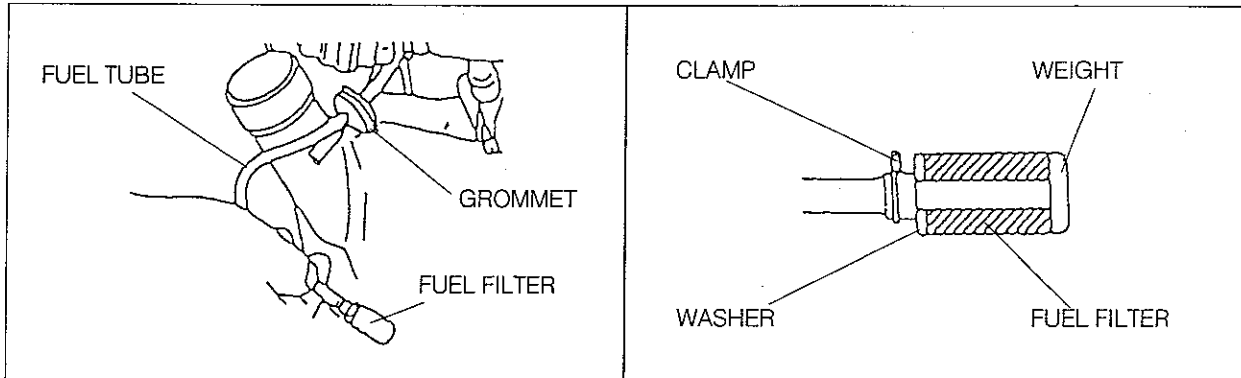 FUEL TUBE
GROMMET
FUEL FILTER
CLAMP
WEIGHT
WASHER
FUEL FILTER